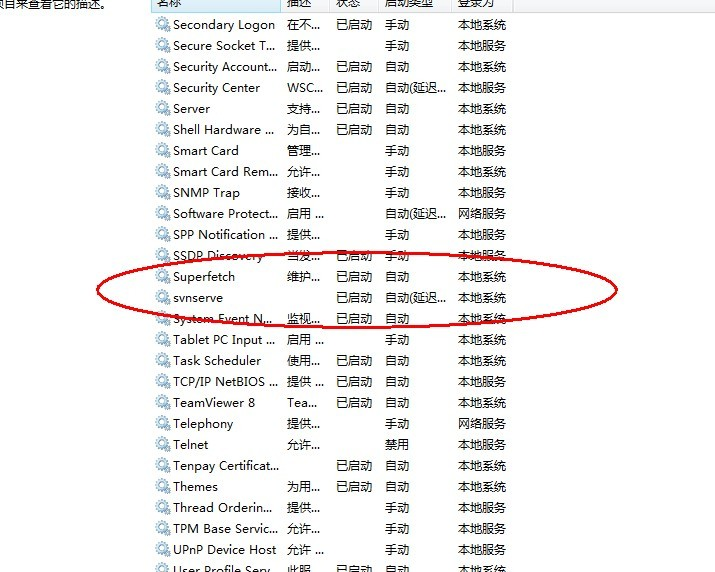 项目来查看它的描述。
名称 描述 状态 启动类型 登录为
Secondary Logon 在不... 已启动 手动 本地系统
Secure Socket T... 提供... 手动 本地服务
Security Account... 启动... 已启动 自动 本地系统
Security Center WSC... 已启动 自动(延迟... 本地服务
Server 支持... 已启动 自动 本地系统
Shell Hardware ... 为自... 已启动 自动 本地系统
Smart Card 管理... 手动 本地服务
Smart Card Rem... 允许... 手动 本地系统
SNMP Trap 接收... 手动 本地服务
Software Protect... 启用 ... 自动(延迟... 网络服务
SPP Notification ... 提供... 手动 本地服务
SSDP Discovery 当发... 已启动 手动 本地服务
Superfetch 维护... 已启动 自动 本地系统
svnserve 已启动 自动(延迟... 本地系统
System Event N... 监视... 已启动 自动 本地系统
Tablet PC Input ... 启用 ... 手动 本地系统
Task Scheduler 使用... 已启动 自动 本地系统
TCP/IP NetBIOS ... 提供 ... 已启动 自动 本地服务
TeamViewer 8 Tea... 已启动 自动 本地系统
Telephony 提供... 手动 网络服务
Telnet 允许... 禁用 本地服务
Tenpay Certificat... 已启动 自动 本地系统
Themes 为用... 已启动 自动 本地系统
Thread Orderin... 提供... 手动 本地服务
TPM Base Servic... 允许 ... 手动 本地服务
UPnP Device Host 允许 ... 手动 本地服务
User Profile Serv... 此服... 已启动 自动 本地系统